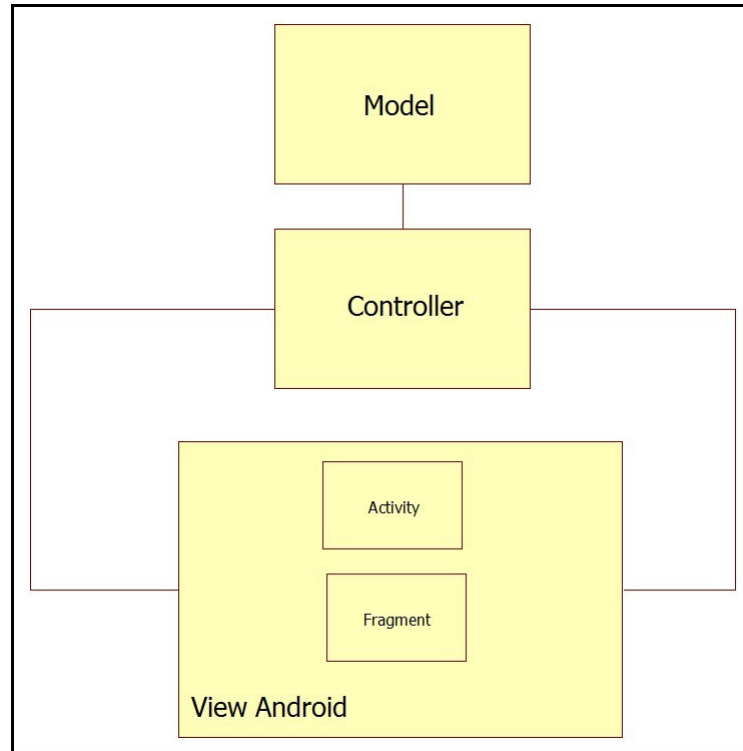 Model
Controller
Activity
Fragment
View Android